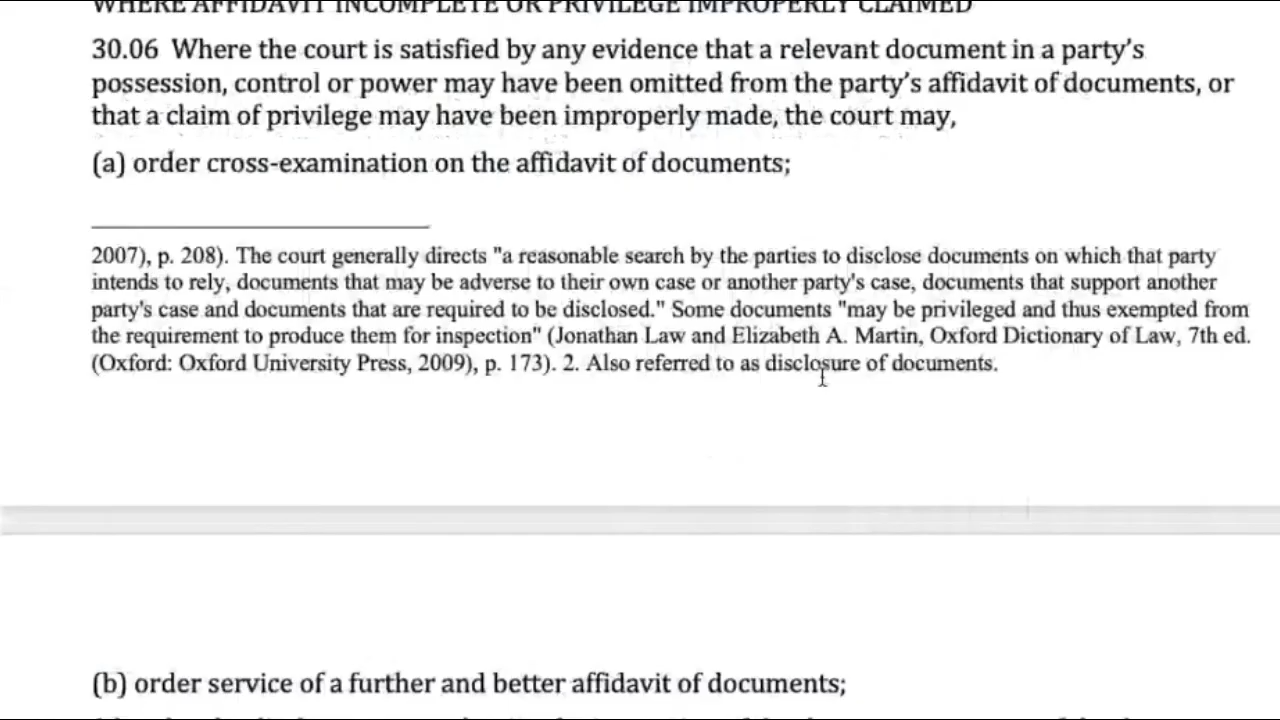 WHERE AFFIDAVIT INCOMPLETE OR PRIVILEGE IMPROPERLY CLAIMED
30.06 Where the court is satisfied by any evidence that a relevant document in a party's
possession, control or power may have been omitted from the party's affidavit of documents, or
that a claim of privilege may have been improperly made, the court may,
(a) order cross-examination on the affidavit of documents;
2007), p. 208). The court generally directs "a reasonable search by the parties to disclose documents on which that party
intends to rely, documents that may be adverse to their own case or another party's case, documents that support another
party's case and documents that are required to be disclosed." Some documents "may be privileged and thus exempted from
the requirement to produce them for inspection" (Jonathan Law and Elizabeth A. Martin, Oxford Dictionary of Law, 7th ed.
(Oxford: Oxford University Press, 2009), p. 173). 2. Also referred to as disclosure of documents.
(b) order service of a further and better affidavit of documents;